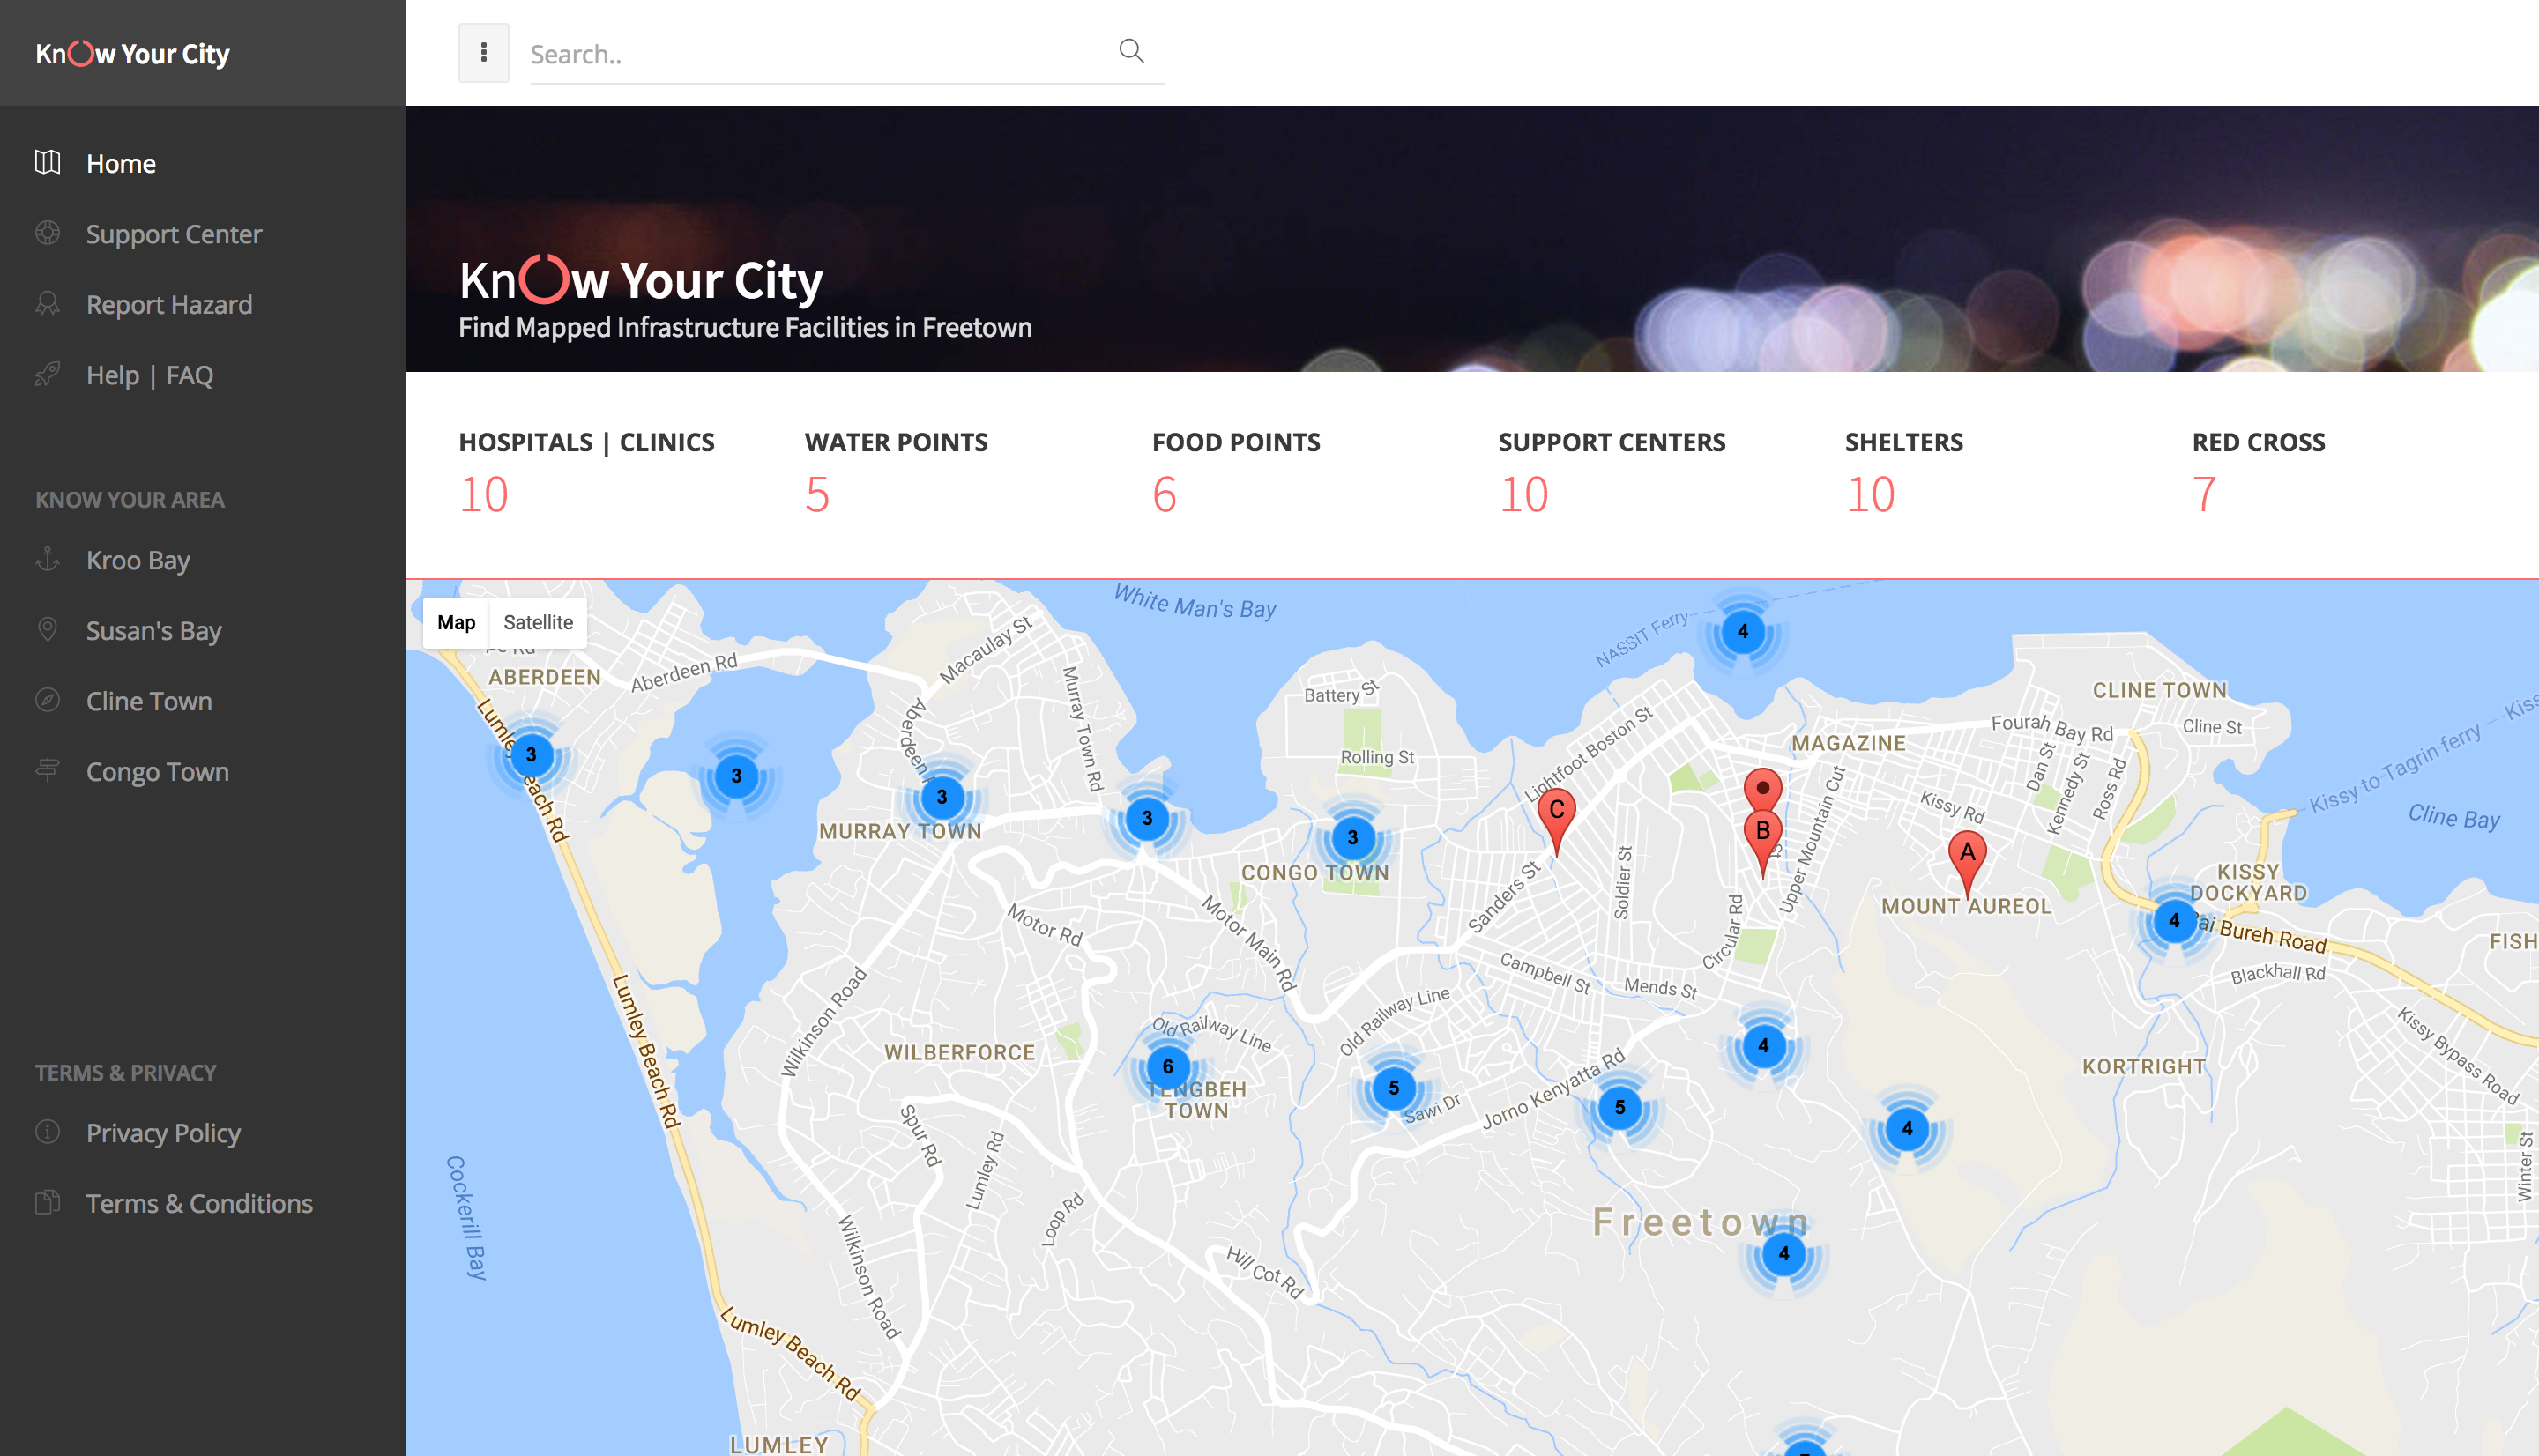 Know Your City
Search..
Home
Support Center
Report Hazard
Help | FAQ
KNOW YOUR AREA
Kroo Bay
Susan's Bay
Cline Town
Congo Town
TERMS & PRIVACY
Privacy Policy
Terms & Conditions
Know Your City
Find Mapped Infrastructure Facilities in Freetown
HOSPITALS | CLINICS
10
WATER POINTS
5
FOOD POINTS
6
SUPPORT CENTERS
10
SHELTERS
10
RED CROSS
7
Map
Satellite
White Man's Bay
NASSIT Ferry
4
Macaulay St
Aberdeen Rd
ABERDEEN
Murray Town Rd
Battery St
CLINE TOWN
Fourah Bay Rd
Cline St
Kissy to Tagrin ferry
Lightfoot Boston St
MAGAZINE
Rolling St
Dan St
Kennedy St
Ross Rd
Kissy Rd
Upper Mountain Cut
Cline Bay
3
3
3
3
3
C
B
A
MURRAY TOWN
CONGO TOWN
Sanders St
Soldier St
Circular Rd
MOUNT AUREOL
KISSY
DOCKYARD
4
Bureh Road
Blackhall Rd
Lumley Beach Rd
Motor Rd
Motor Main Rd
Campbell St
Mends St
Old Railway Line
Old Railway Line
Wilkinson Road
WILBERFORCE
6
TENGBEH
TOWN
5
Sawi Dr
Jomo Kenyatta Rd
5
4
4
KORTRIGHT
Kissy Bypass Road
Winter St
Lumley Beach Rd
Spur Rd
Lumley Rd
Loop Rd
Hill Cot Rd
Freetown
4
Cockerill Bay
Wilkinson Road
Lumley Beach Rd
LUMLEY